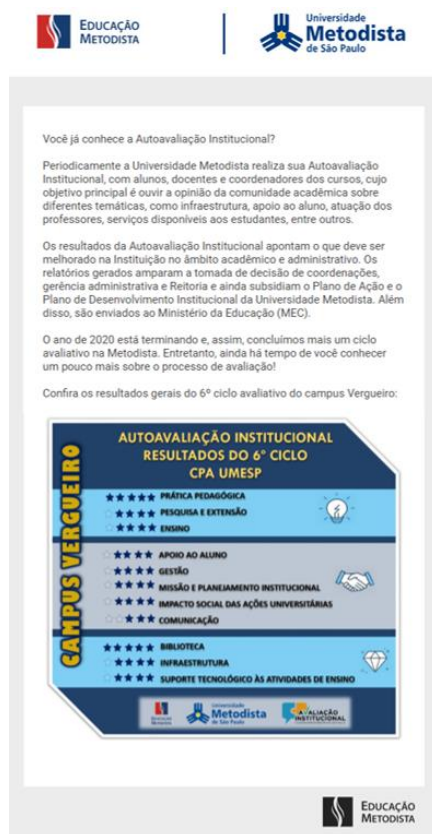 EDUCAÇÃO
METODISTA
Universidade
Metodista
de São Paulo
Você já conhece a Autoavaliação Institucional?
Periodicamente a Universidade Metodista realiza sua Autoavaliação
Institucional, com alunos, docentes e coordenadores dos cursos, cujo
objetivo principal é ouvir a opinião da comunidade acadêmica sobre
diferentes temáticas, como infraestrutura, apoio ao aluno, atuação dos
professores, serviços disponíveis aos estudantes, entre outros.
Os resultados da Autoavaliação Institucional apontam o que deve ser
melhorado na Instituição no âmbito acadêmico e administrativo. Os
relatórios gerados amparam a tomada de decisão de coordenações,
gerência administrativa e Reitoria e ainda subsidiam o Plano de Ação e o
Plano de Desenvolvimento Institucional da Universidade Metodista. Além
disso, são enviados ao Ministério da Educação (MEC).
O ano de 2020 está terminando e, assim, concluímos mais um ciclo
avaliativo na Metodista. Entretanto, ainda há tempo de você conhecer
um pouco mais sobre o processo de avaliação!
Confira os resultados gerais do 6º ciclo avaliativo do campus Vergueiro:
CAMPUS VERGUEIRO
AUTOAVALIAÇÃO INSTITUCIONAL
RESULTADOS DO 6º CICLO
CPA UMESP
PRÁTICA PEDAGÓGICA
PESQUISA E EXTENSÃO
ENSINO
APOIO AO ALUNO
GESTÃO
MISSÃO E PLANEJAMENTO INSTITUCIONAL
IMPACTO SOCIAL DAS AÇÕES UNIVERSITÁRIAS
COMUNICAÇÃO
BIBLIOTECA
INFRAESTRUTURA
SUPORTE TECNOLÓGICO ÀS ATIVIDADES DE ENSINO
Educação
Metodista
Universidade
Metodista
de São Paulo
AVALIAÇÃO
INSTITUCIONAL
EDUCAÇÃO
METODISTA